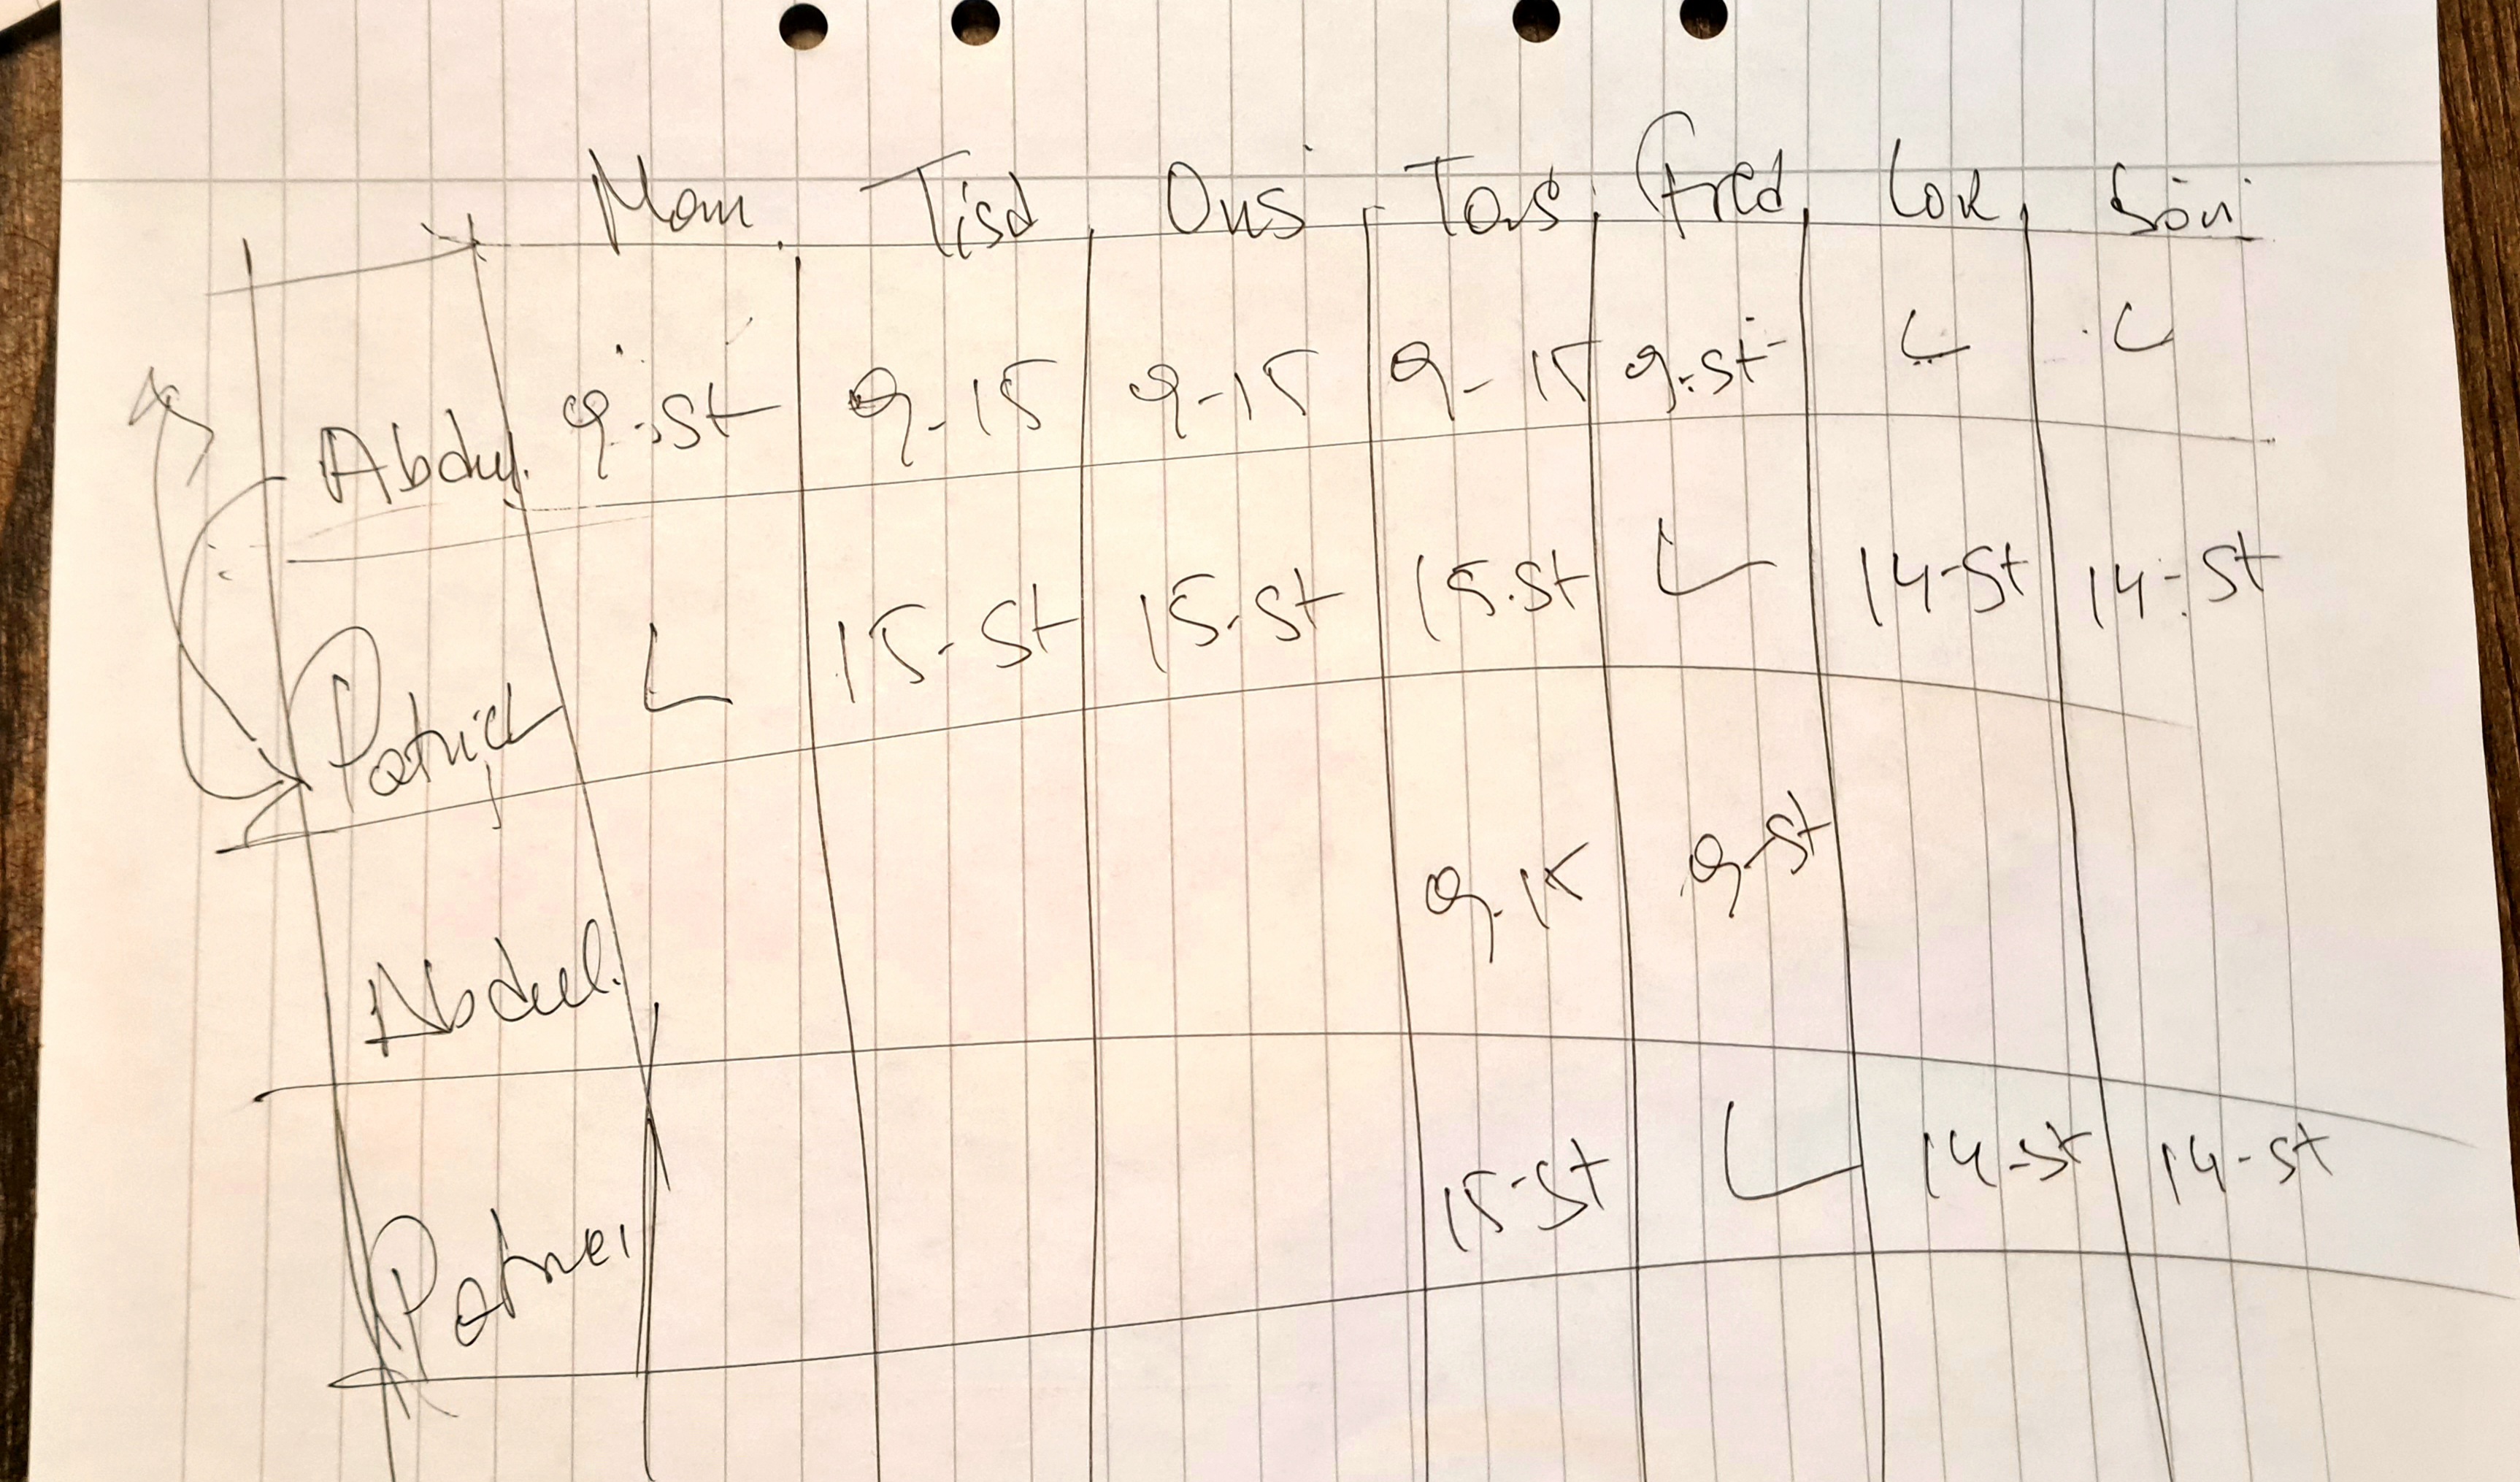 Mon Tisd Ons Tors fred Lör Sön
Abdul. 9-st 9-15 9-15 9-15 9-st L L
Patrick L 15-st 15-st 15-st L 14-st 14-st
Abdul. 9-15 9-st
15-st L 14-st 14-st